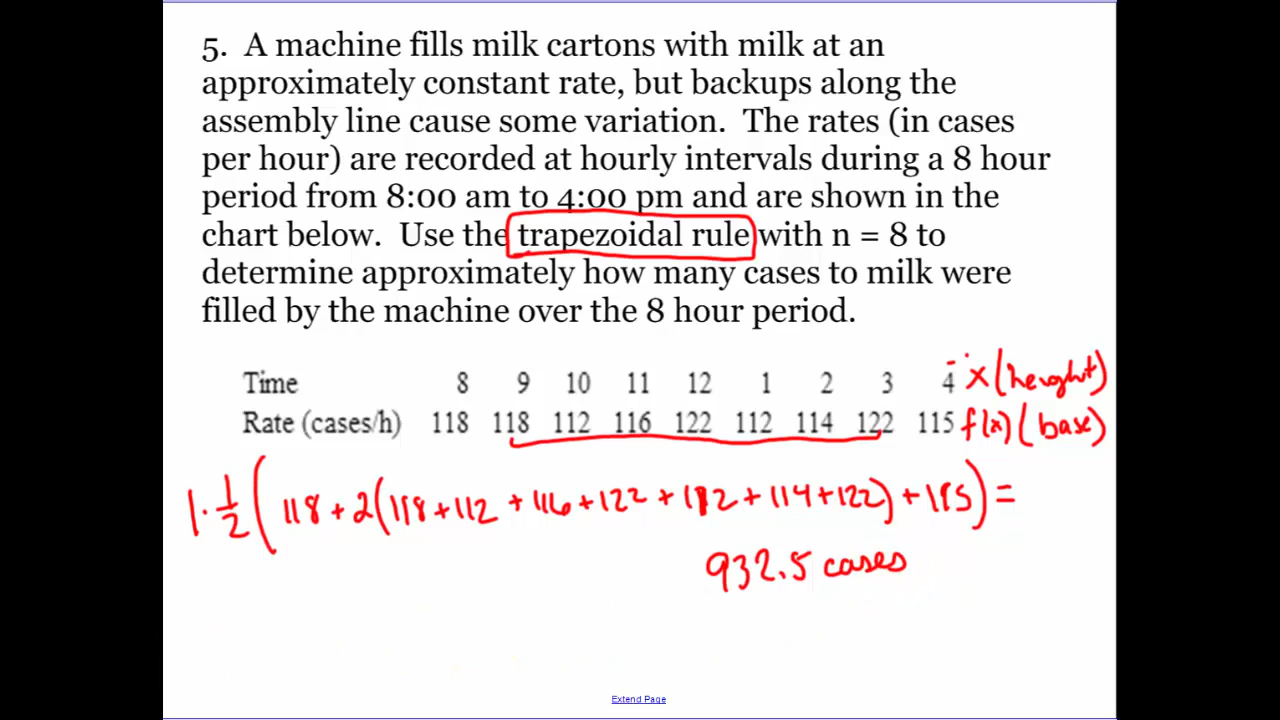 5. A machine fills milk cartons with milk at an
approximately constant rate, but backups along the
assembly line cause some variation. The rates (in cases
per hour) are recorded at hourly intervals during a 8 hour
period from 8:00 am to 4:00 pm and are shown in the
chart below. Use the trapezoidal rule with n = 8 to
determine approximately how many cases to milk were
filled by the machine over the 8 hour period.
Time 8 9 10 11 12 1 2 3 4 x (height)
Rate (cases/h) 118 118 112 116 122 112 114 122 115 f(x) (base)
1 · 1/2 ( 118 + 2(118 + 112 + 116 + 122 + 112 + 114 + 122) + 115) =
932.5 cases
Extend Page